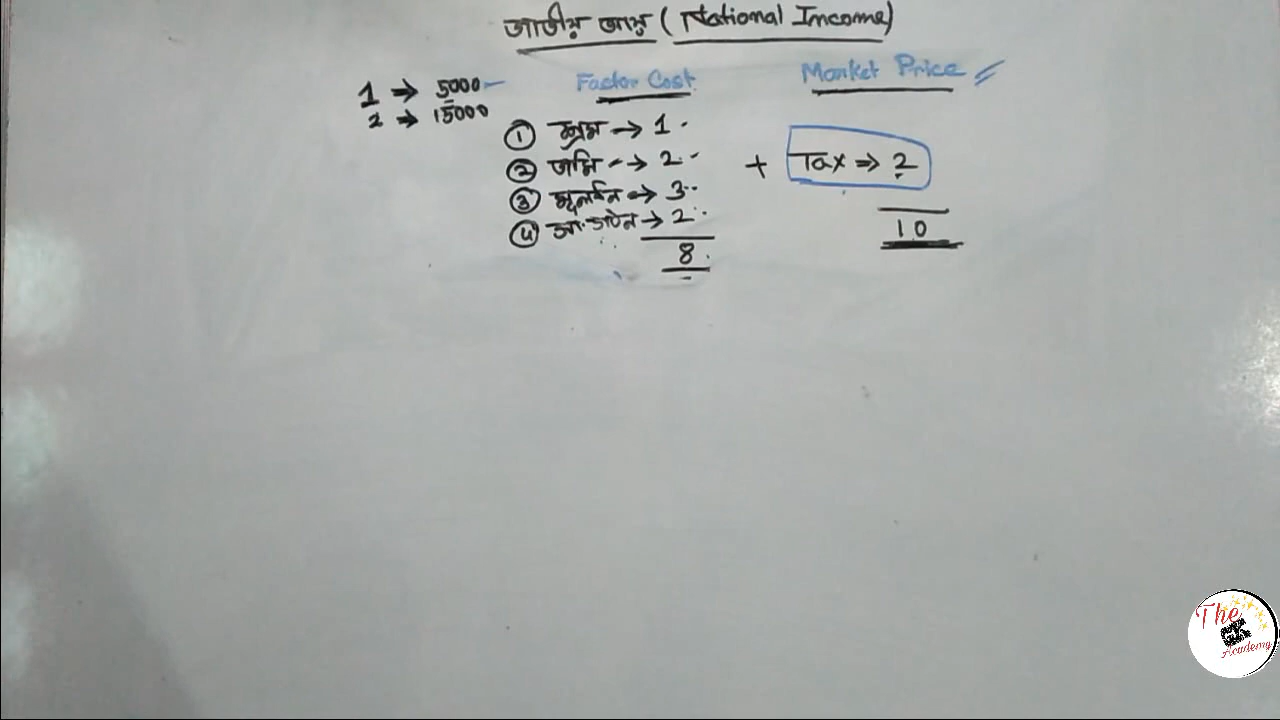 জাতীয় আয় (National Income)
Factor Cost
Market Price
1 → 5000
2 → 15000
① শ্রম → 1
② জমি → 2
③ মূলধন → 3
④ → 2
8
+ Tax ⇒ 2
10
The
Academy